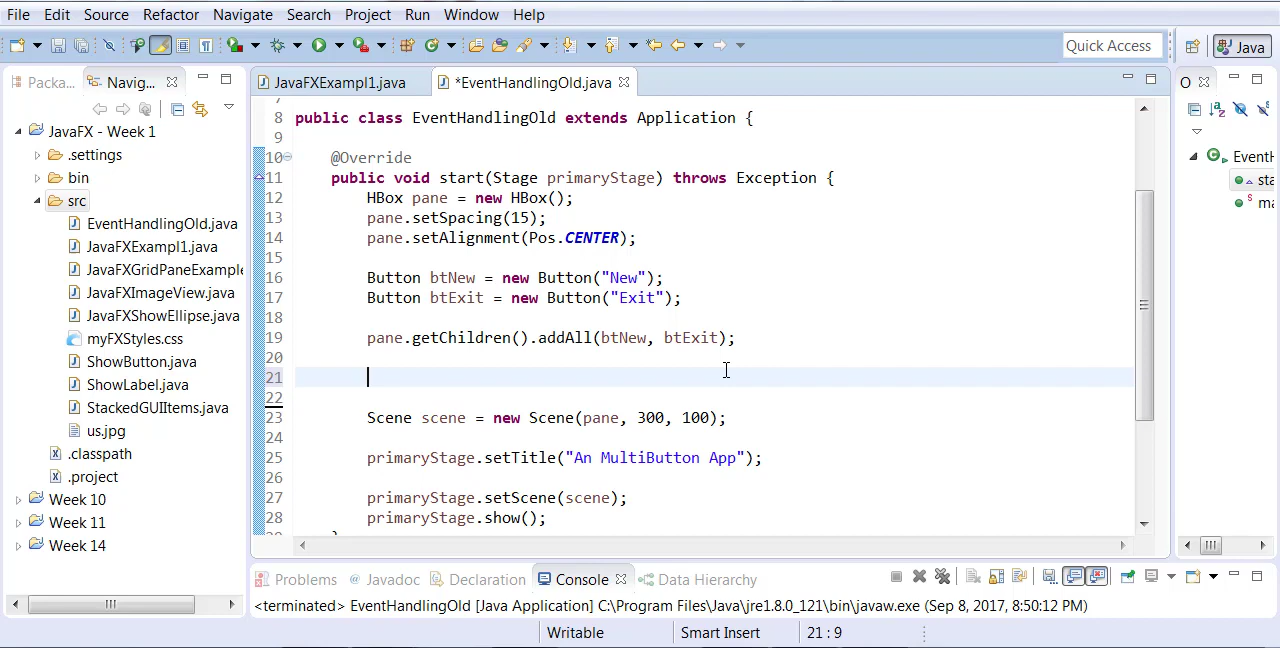 File Edit Source Refactor Navigate Search Project Run Window Help
Quick Access
Java
Packa...
Navig...
JavaFXExampl1.java
*EventHandlingOld.java
O
JavaFX - Week 1
.settings
bin
src
EventHandlingOld.java
JavaFXExampl1.java
JavaFXGridPaneExample
JavaFXImageView.java
JavaFXShowEllipse.java
myFXStyles.css
ShowButton.java
ShowLabel.java
StackedGUIItems.java
us.jpg
.classpath
.project
Week 10
Week 11
Week 14
8 public class EventHandlingOld extends Application {
9
10 @Override
11 public void start(Stage primaryStage) throws Exception {
12 HBox pane = new HBox();
13 pane.setSpacing(15);
14 pane.setAlignment(Pos.CENTER);
15
16 Button btNew = new Button("New");
17 Button btExit = new Button("Exit");
18
19 pane.getChildren().addAll(btNew, btExit);
20
21
22
23 Scene scene = new Scene(pane, 300, 100);
24
25 primaryStage.setTitle("An MultiButton App");
26
27 primaryStage.setScene(scene);
28 primaryStage.show();
EventH
sta
ma
Problems @ Javadoc Declaration Console Data Hierarchy
<terminated> EventHandlingOld [Java Application] C:\Program Files\Java\jre1.8.0_121\bin\javaw.exe (Sep 8, 2017, 8:50:12 PM)
Writable Smart Insert 21 : 9